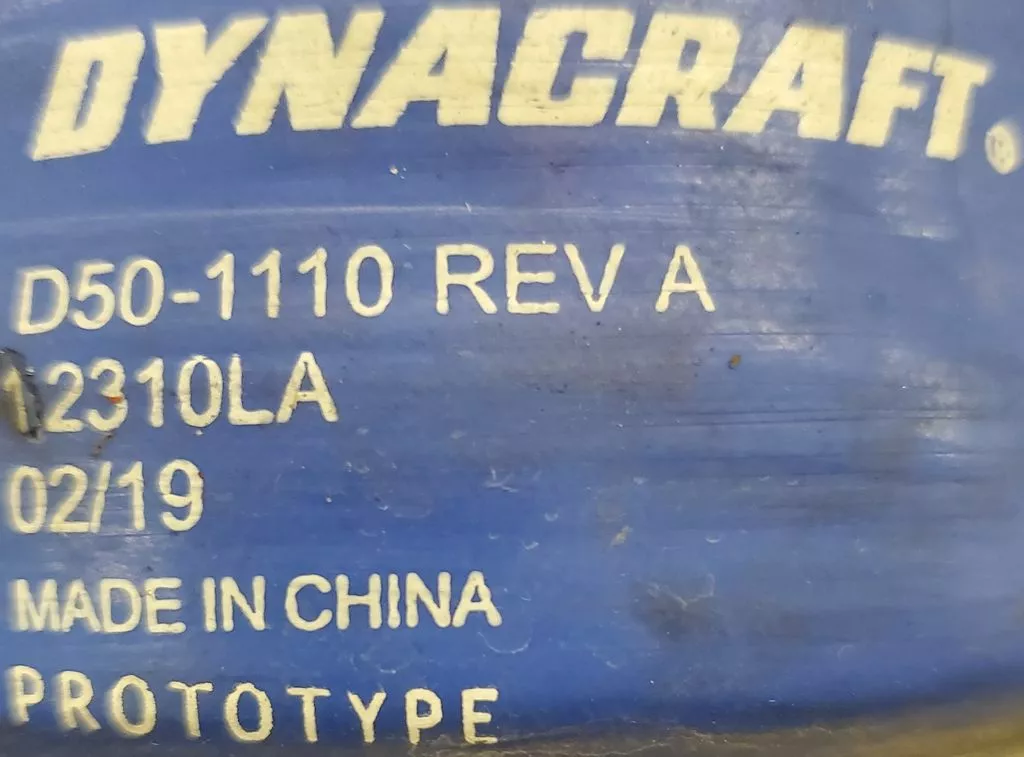 DYNACRAFT®
D50-1110 REV A
12310LA
02/19
MADE IN CHINA
PROTOTYPE